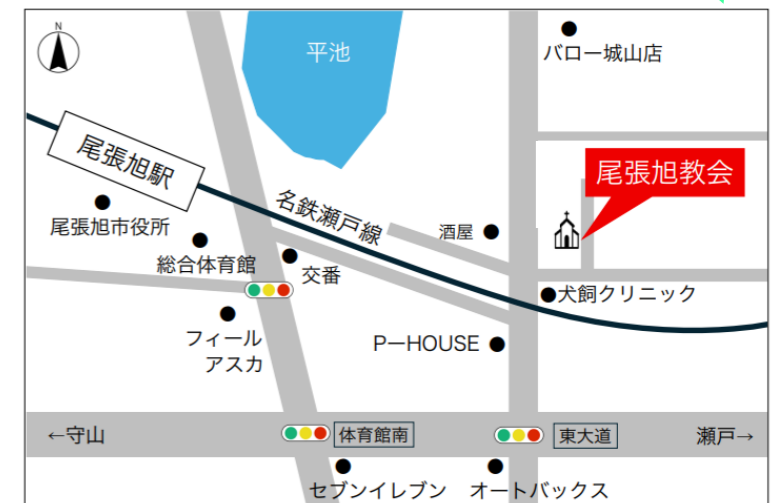 N
平池
バロー城山店
尾張旭駅
尾張旭教会
尾張旭市役所
名鉄瀬戸線
酒屋
総合体育館
交番
犬飼クリニック
フィール
アスカ
PーHOUSE
←守山
体育館南
東大道
瀬戸→
セブンイレブン
オートバックス